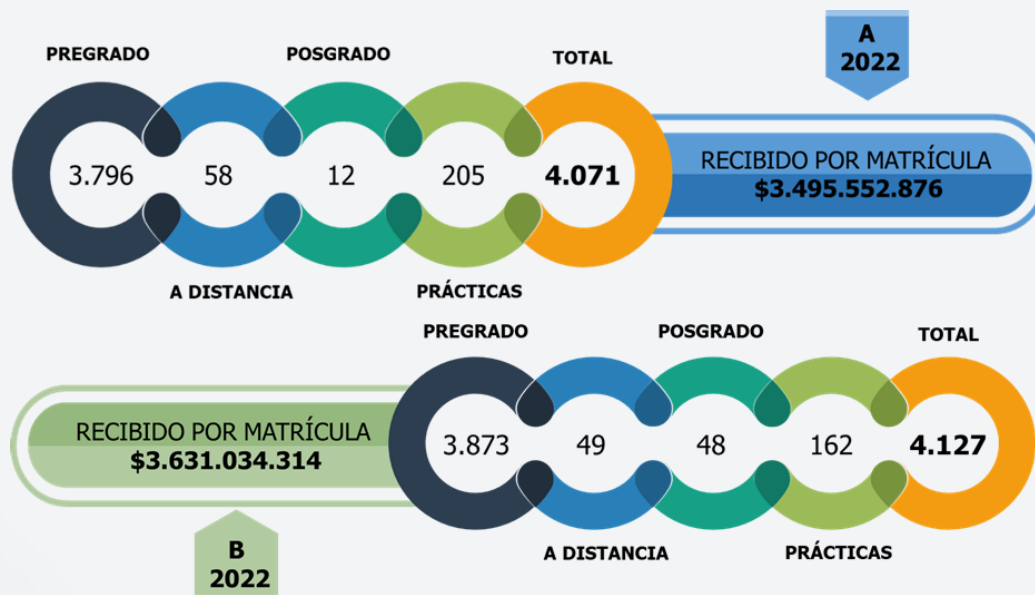 PREGRADO
POSGRADO
TOTAL
A
2022
3.796
58
12
205
4.071
RECIBIDO POR MATRÍCULA
$3.495.552.876
A DISTANCIA
PRÁCTICAS
PREGRADO
POSGRADO
TOTAL
RECIBIDO POR MATRÍCULA
$3.631.034.314
3.873
49
48
162
4.127
A DISTANCIA
PRÁCTICAS
B
2022